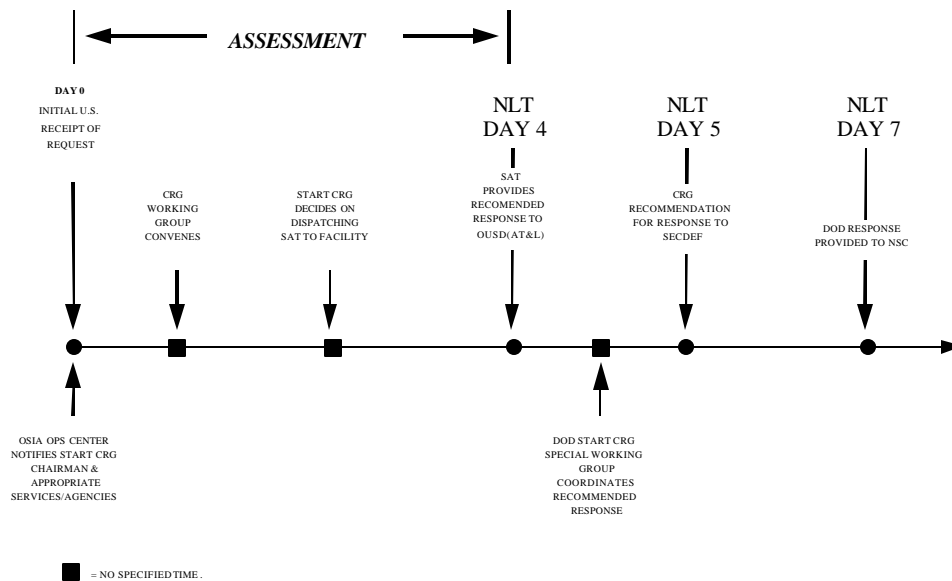 ASSESSMENT
DAY 0
INITIAL U.S.
RECEIPT OF
REQUEST
NLT
DAY 4
NLT
DAY 5
NLT
DAY 7
CRG
WORKING
GROUP
CONVENES
START CRG
DECIDES ON
DISPATCHING
SAT TO FACILITY
SAT
PROVIDES
RECOMENDED
RESPONSE TO
OUSD(AT&L)
CRG
RECOMMENDATION
FOR RESPONSE TO
SECDEF
DOD RESPONSE
PROVIDED TO NSC
OSIA OPS CENTER
NOTIFIES START CRG
CHAIRMAN &
APPROPRIATE
SERVICES/AGENCIES
DOD START CRG
SPECIAL WORKING
GROUP
COORDINATES
RECOMMENDED
RESPONSE
= NO SPECIFIED TIME.